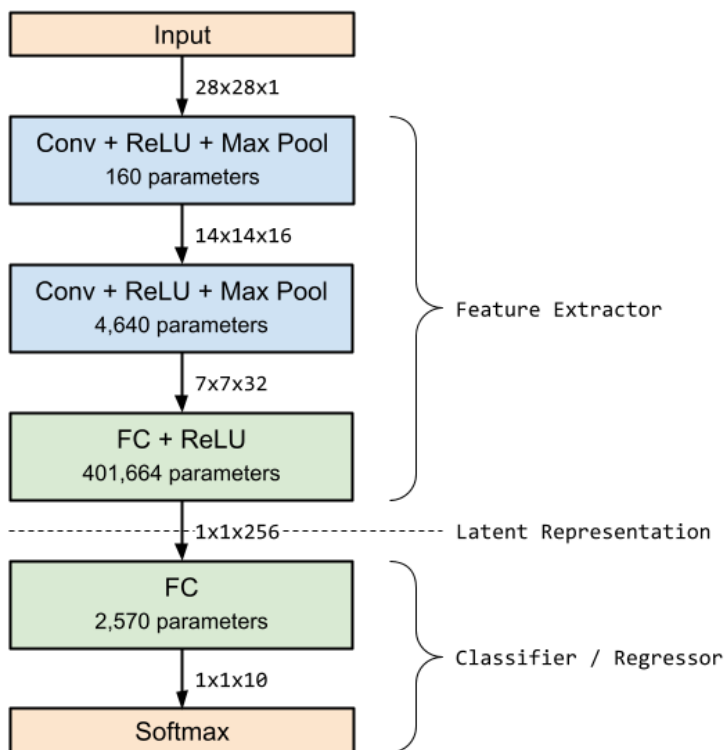 Input
28x28x1
Conv + ReLU + Max Pool
160 parameters
14x14x16
Conv + ReLU + Max Pool
4,640 parameters
Feature Extractor
7x7x32
FC + ReLU
401,664 parameters
1x1x256
Latent Representation
FC
2,570 parameters
Classifier / Regressor
1x1x10
Softmax